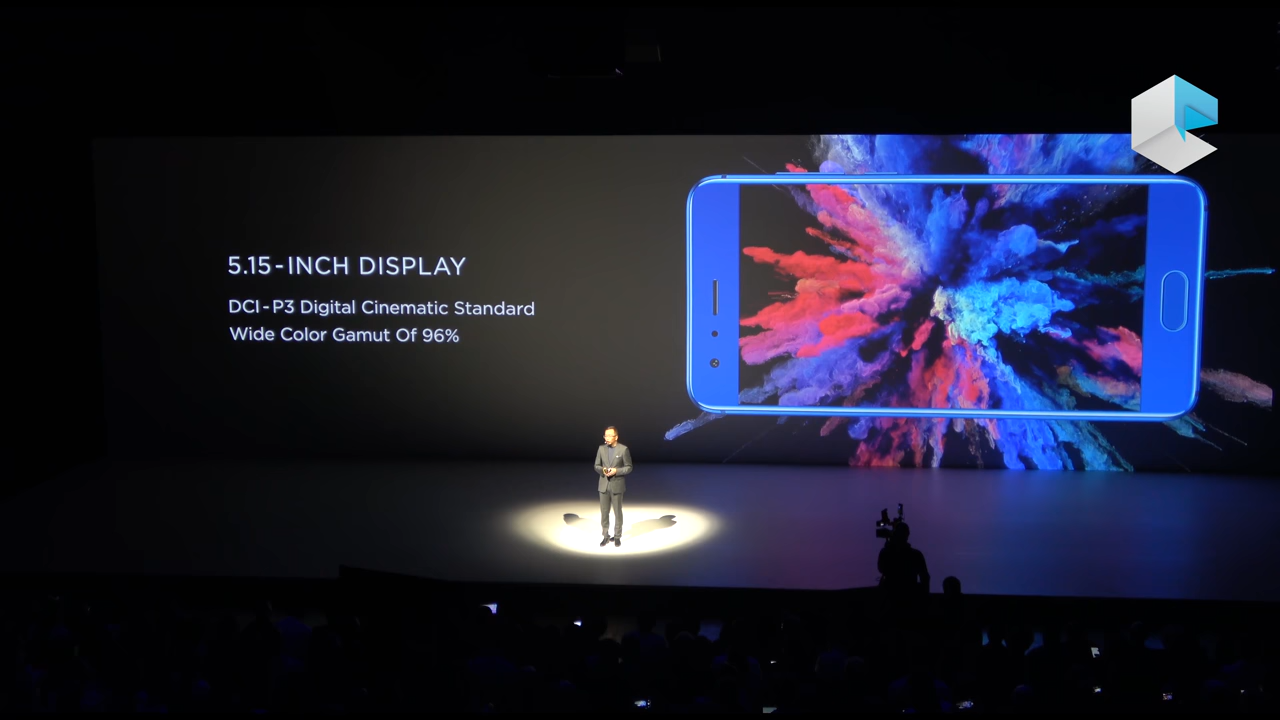 5.15-INCH DISPLAY
DCI-P3 Digital Cinematic Standard
Wide Color Gamut Of 96%